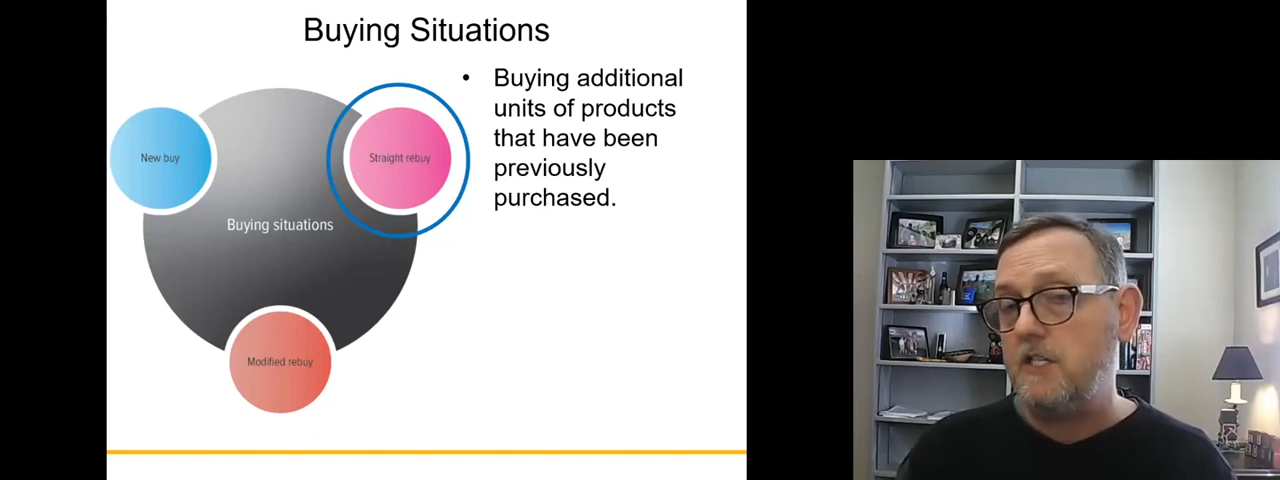 Buying Situations
• Buying additional
units of products
that have been
previously
purchased.
New buy
Straight rebuy
Buying situations
Modified rebuy